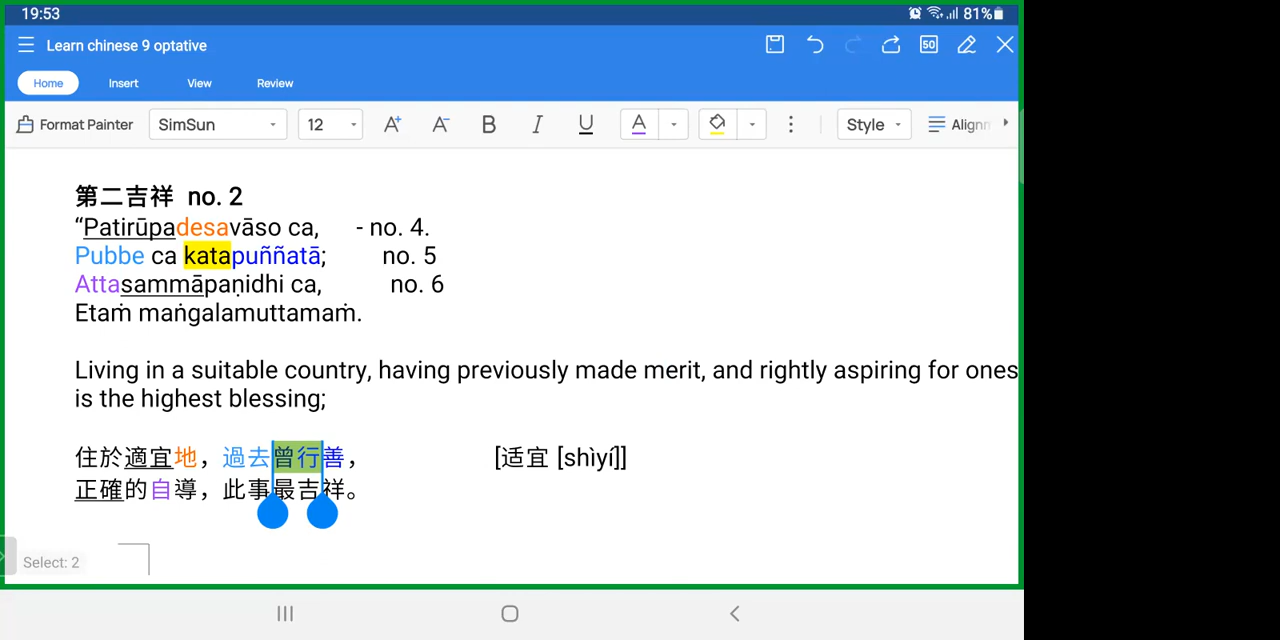 19:53 81%
Learn chinese 9 optative 50
Home Insert View Review
Format Painter SimSun 12 A+ A- B I U A Style Alignn
第二吉祥 no. 2
“Patirūpadesavāso ca, - no. 4.
Pubbe ca katapuññatā; no. 5
Attasammāpaṇidhi ca, no. 6
Etaṁ maṅgalamuttamaṁ.
Living in a suitable country, having previously made merit, and rightly aspiring for ones
is the highest blessing;
住於適宜地，過去曾行善， [适宜 [shìyí]]
正確的自導，此事最吉祥。
Select: 2